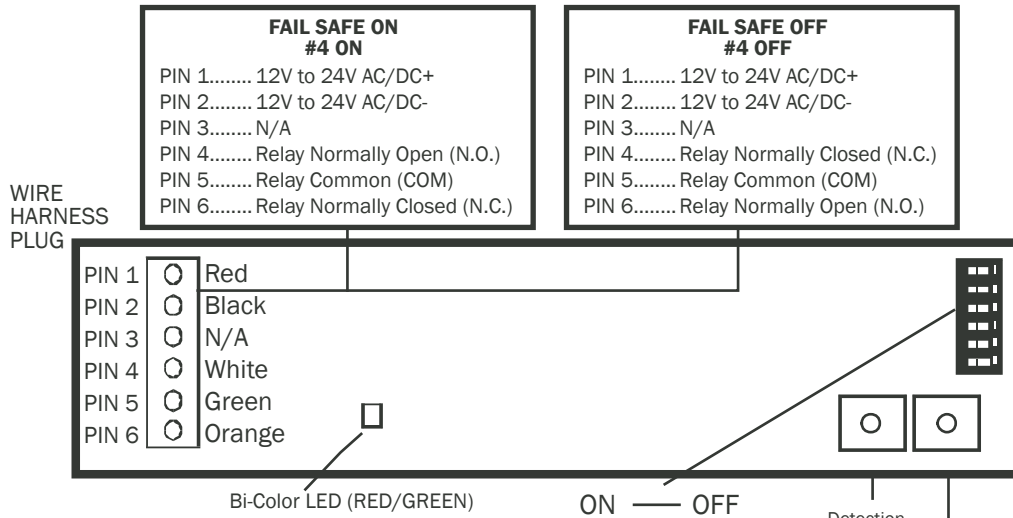 FAIL SAFE ON
#4 ON
PIN 1........ 12V to 24V AC/DC+
PIN 2........ 12V to 24V AC/DC-
PIN 3........ N/A
PIN 4........ Relay Normally Open (N.O.)
PIN 5........ Relay Common (COM)
PIN 6........ Relay Normally Closed (N.C.)
FAIL SAFE OFF
#4 OFF
PIN 1........ 12V to 24V AC/DC+
PIN 2........ 12V to 24V AC/DC-
PIN 3........ N/A
PIN 4........ Relay Normally Closed (N.C.)
PIN 5........ Relay Common (COM)
PIN 6........ Relay Normally Open (N.O.)
WIRE
HARNESS
PLUG
PIN 1 Red
PIN 2 Black
PIN 3 N/A
PIN 4 White
PIN 5 Green
PIN 6 Orange
Bi-Color LED (RED/GREEN)
ON — OFF
Detection